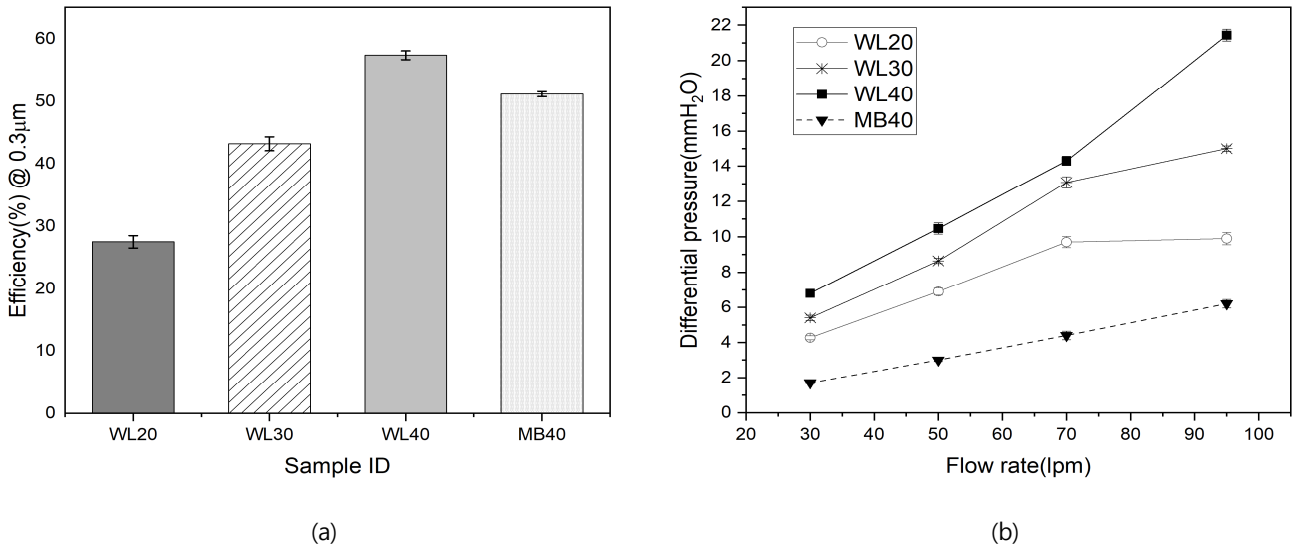 60
50
40
30
20
10
0
Efficiency(%) @ 0.3μm
WL20 WL30 WL40 MB40
Sample ID
(a)
22
20
18
16
14
12
10
8
6
4
2
0
Differential pressure(mmH₂O)
WL20
WL30
WL40
MB40
20 30 40 50 60 70 80 90 100
Flow rate(lpm)
(b)